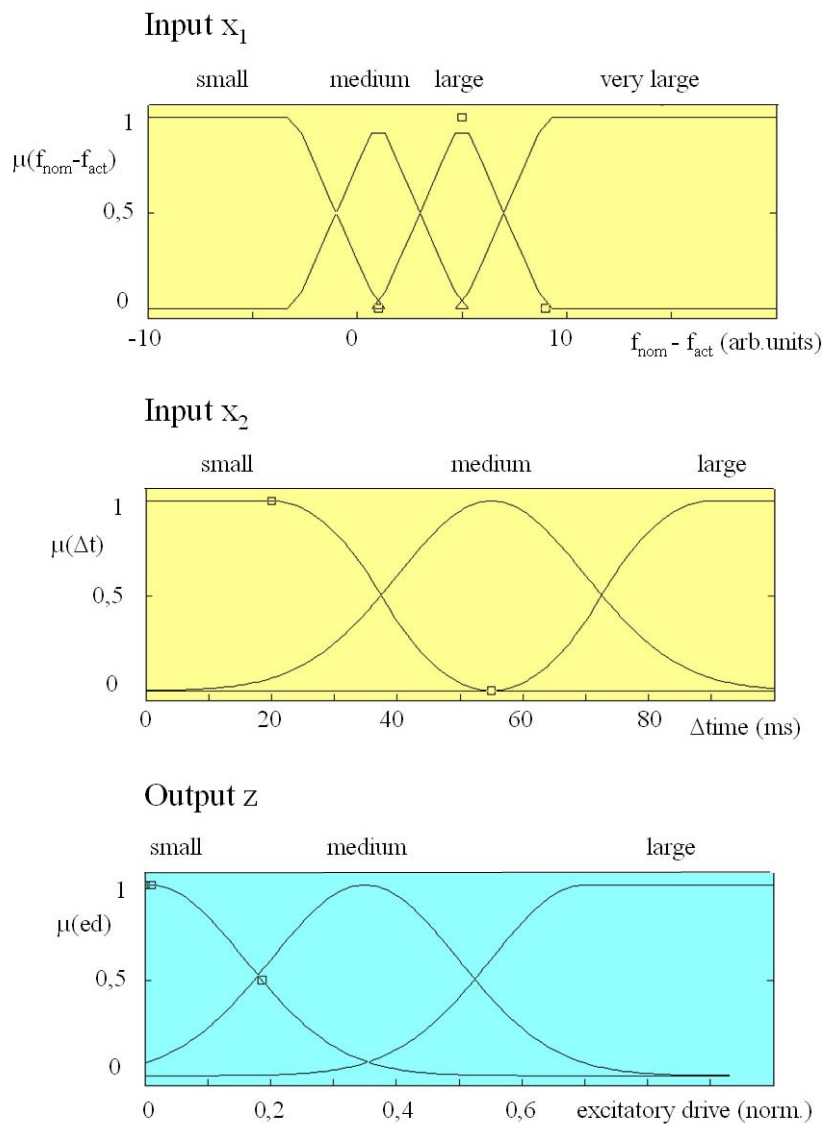 Input x₁
small medium large very large
1
μ(fₙₒₘ-fₐcₜ)
0,5
0
-10 0 10 fₙₒₘ - fₐcₜ (arb.units)
Input x₂
small medium large
1
μ(Δt)
0,5
0
0 20 40 60 80 Δtime (ms)
Output z
small medium large
1
μ(ed)
0,5
0
0 0,2 0,4 0,6 excitatory drive (norm.)